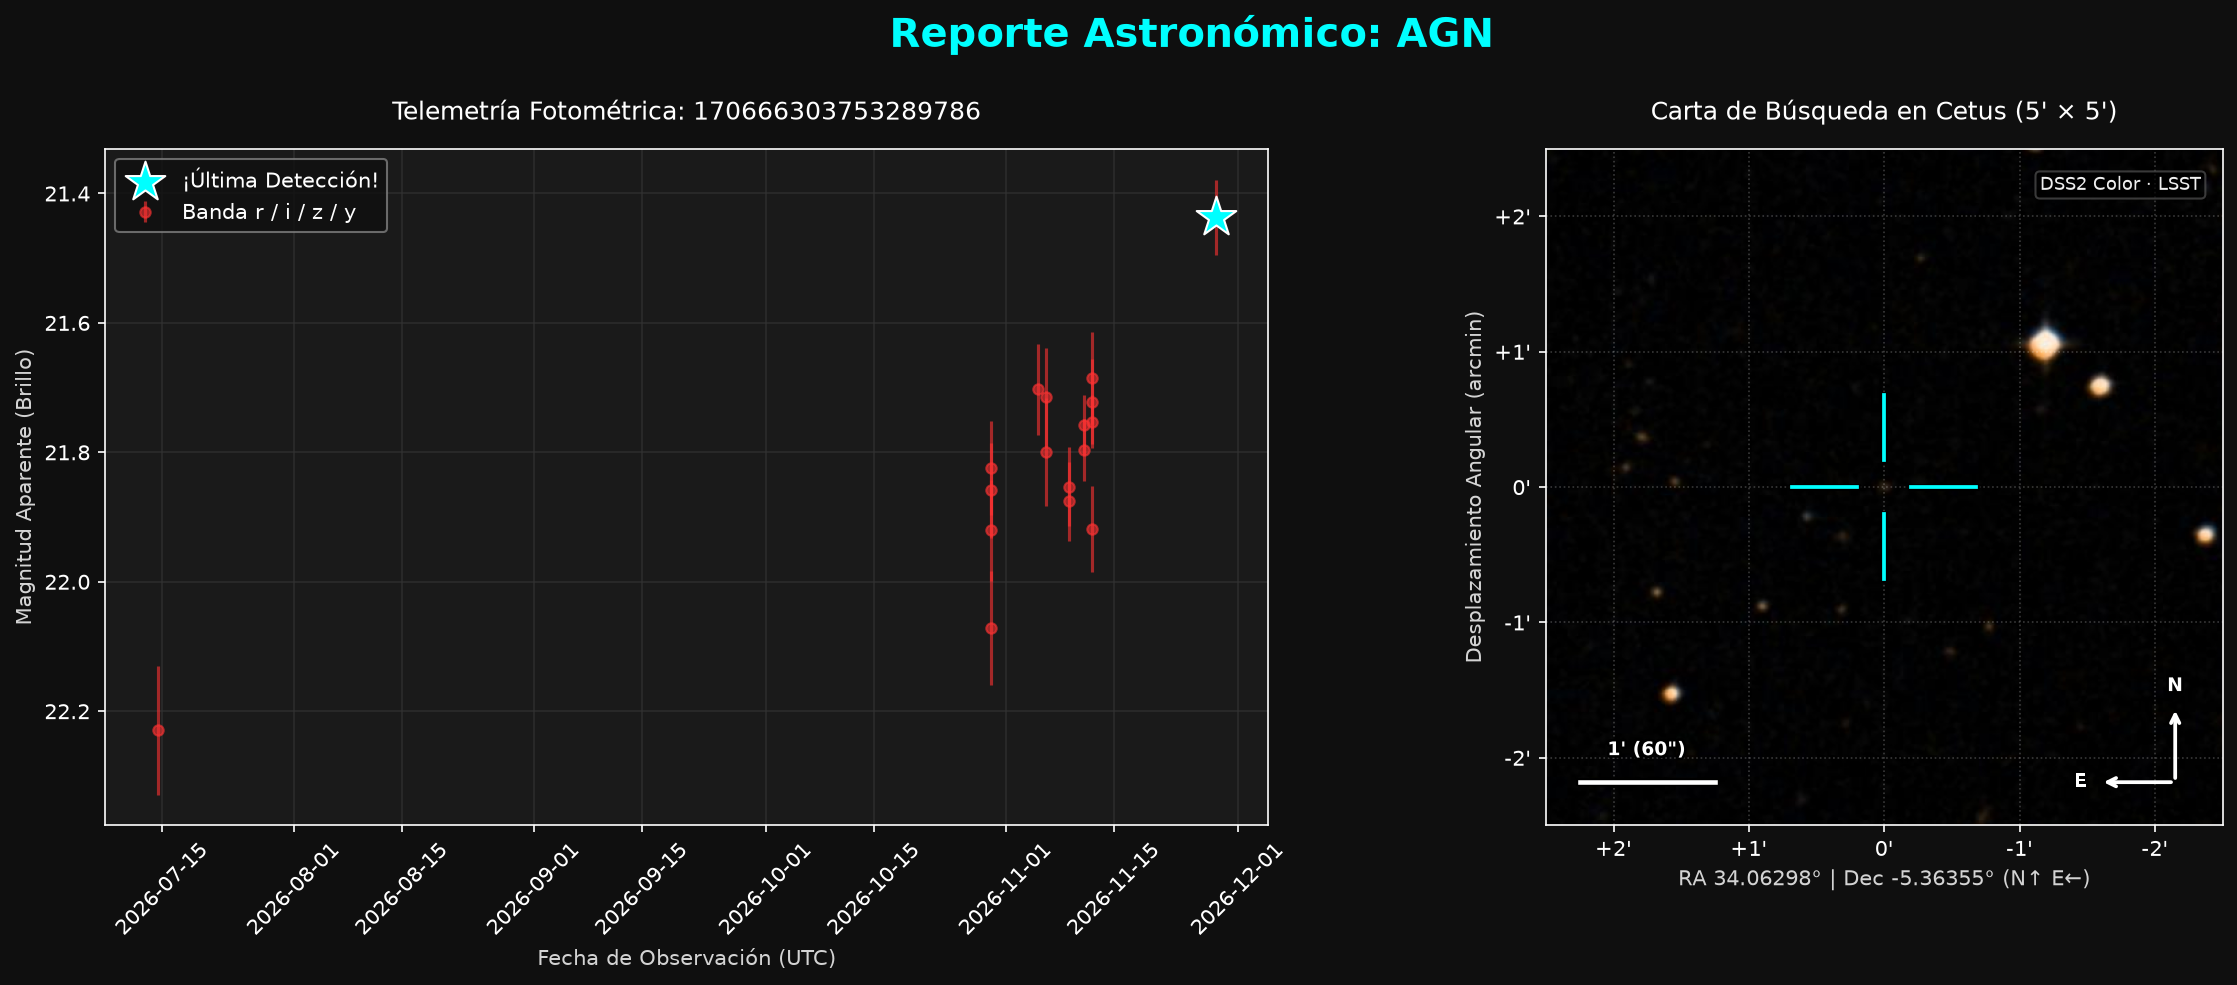 Reporte Astronómico: AGN
Telemetría Fotométrica: 170666303753289786
¡Última Detección!
Banda r / i / z / y
Magnitud Aparente (Brillo)
21.4
21.6
21.8
22.0
22.2
2026-07-15
2026-08-01
2026-08-15
2026-09-01
2026-09-15
2026-10-01
2026-10-15
2026-11-01
2026-11-15
2026-12-01
Fecha de Observación (UTC)
Carta de Búsqueda en Cetus (5' × 5')
DSS2 Color · LSST
Desplazamiento Angular (arcmin)
+2'
+1'
0'
-1'
-2'
N
E
1' (60")
+2'
+1'
0'
-1'
-2'
RA 34.06298° | Dec -5.36355° (N↑ E←)